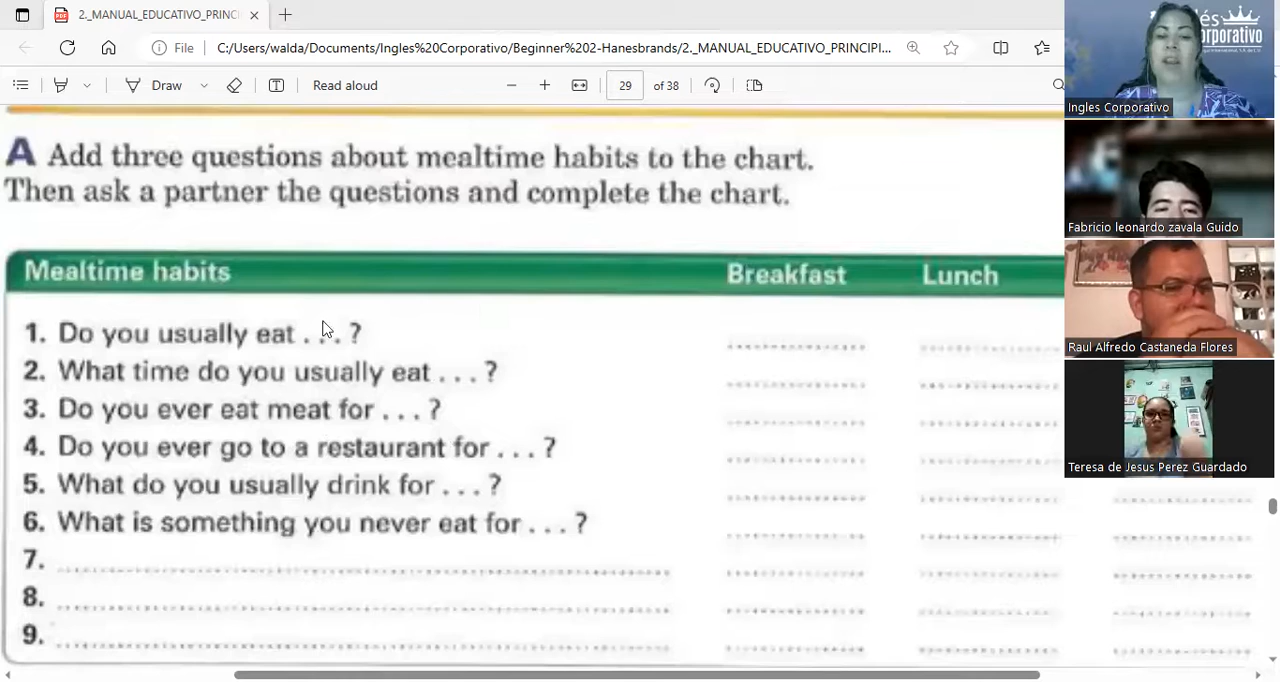 2._MANUAL_EDUCATIVO_PRINCI
File
C:/Users/walda/Documents/Ingles%20Corporativo/Beginner%202-Hanesbrands/2._MANUAL_EDUCATIVO_PRINCIPI...
Draw
Read aloud
29 of 38
A Add three questions about mealtime habits to the chart.
Then ask a partner the questions and complete the chart.
Mealtime habits Breakfast Lunch
1. Do you usually eat . . . ?
2. What time do you usually eat . . . ?
3. Do you ever eat meat for . . . ?
4. Do you ever go to a restaurant for . . . ?
5. What do you usually drink for . . . ?
6. What is something you never eat for . . . ?
7.
8.
9.
Ingles Corporativo
Fabricio leonardo zavala Guido
Raul Alfredo Castaneda Flores
Teresa de Jesus Perez Guardado